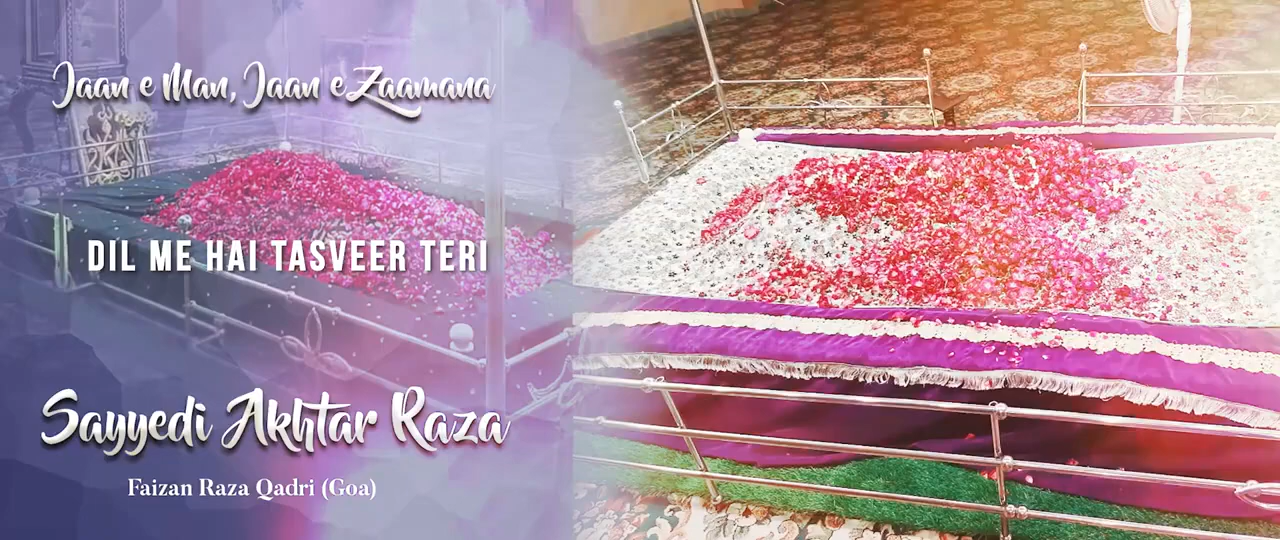 Jaan e Man, Jaan e Zaamana
DIL ME HAI TASVEER TERI
Sayyedi Akhtar Raza
Faizan Raza Qadri (Goa)